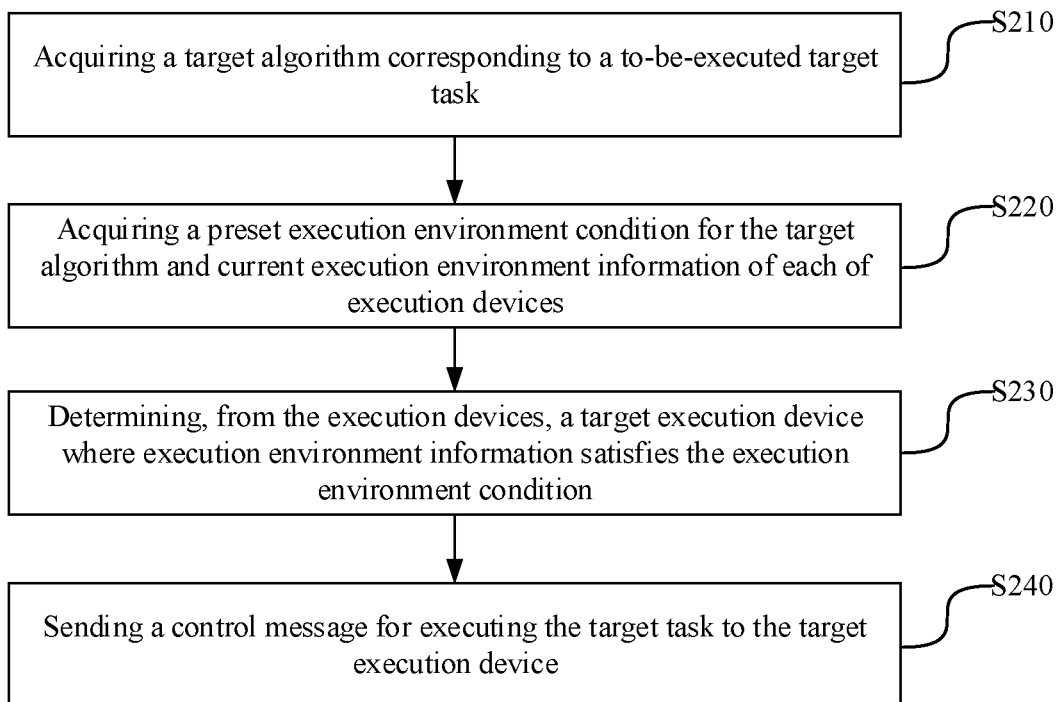 S210
Acquiring a target algorithm corresponding to a to-be-executed target
task
S220
Acquiring a preset execution environment condition for the target
algorithm and current execution environment information of each of
execution devices
S230
Determining, from the execution devices, a target execution device
where execution environment information satisfies the execution
environment condition
S240
Sending a control message for executing the target task to the target
execution device